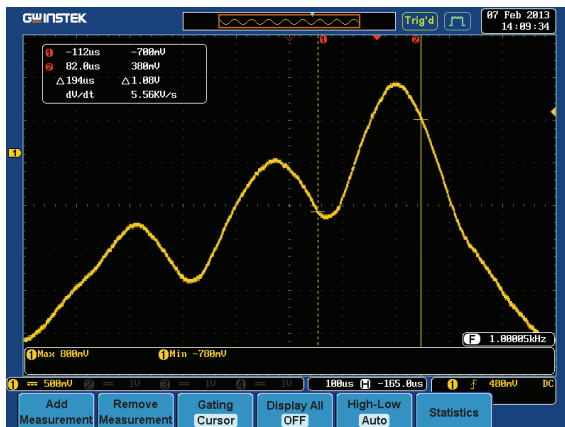 GWINSTEK
Trig'd
07 Feb 2013
14:09:34
1 -112us -700mV
2 82.0us 380mV
△194us △1.08V
dV/dt 5.56KV/s
1
2
1
F 1.00005kHz
1 Max 800mV 1 Min -780mV
1 500mV 2 1V 3 1V 4 1V 100us H -165.0us 1 480mV DC
Add Measurement
Remove Measurement
Gating
Cursor
Display All
OFF
High-Low
Auto
Statistics